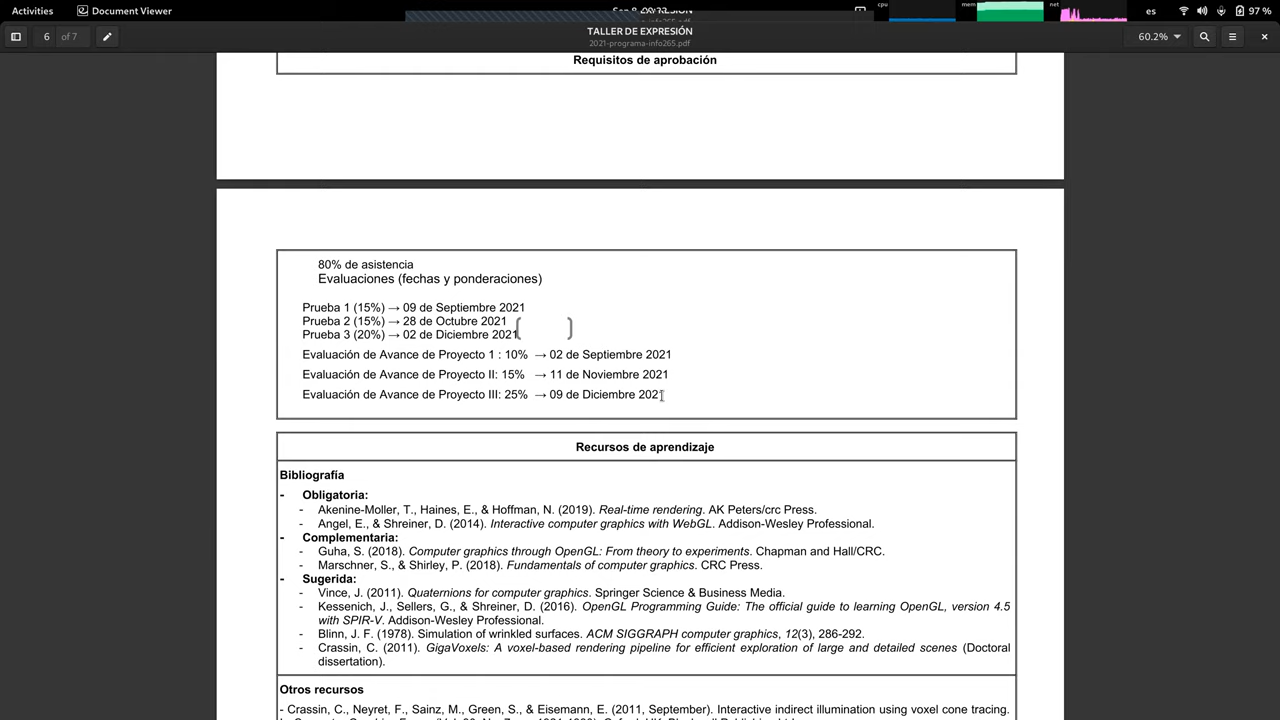 Activities
Document Viewer
cpu
mem
net
es
97 %
6 of 7
TALLER DE EXPRESIÓN
2021-programa-info265.pdf
60.2%
Requisitos de aprobación
80% de asistencia
Evaluaciones (fechas y ponderaciones)
Prueba 1 (15%) → 09 de Septiembre 2021
Prueba 2 (15%) → 28 de Octubre 2021
Prueba 3 (20%) → 02 de Diciembre 2021
Evaluación de Avance de Proyecto 1 : 10% → 02 de Septiembre 2021
Evaluación de Avance de Proyecto II: 15% → 11 de Noviembre 2021
Evaluación de Avance de Proyecto III: 25% → 09 de Diciembre 2021
Recursos de aprendizaje
Bibliografía
- Obligatoria:
- Akenine-Moller, T., Haines, E., & Hoffman, N. (2019). Real-time rendering. AK Peters/crc Press.
- Angel, E., & Shreiner, D. (2014). Interactive computer graphics with WebGL. Addison-Wesley Professional.
- Complementaria:
- Guha, S. (2018). Computer graphics through OpenGL: From theory to experiments. Chapman and Hall/CRC.
- Marschner, S., & Shirley, P. (2018). Fundamentals of computer graphics. CRC Press.
- Sugerida:
- Vince, J. (2011). Quaternions for computer graphics. Springer Science & Business Media.
- Kessenich, J., Sellers, G., & Shreiner, D. (2016). OpenGL Programming Guide: The official guide to learning OpenGL, version 4.5
with SPIR-V. Addison-Wesley Professional.
- Blinn, J. F. (1978). Simulation of wrinkled surfaces. ACM SIGGRAPH computer graphics, 12(3), 286-292.
- Crassin, C. (2011). GigaVoxels: A voxel-based rendering pipeline for efficient exploration of large and detailed scenes (Doctoral
dissertation).
Otros recursos
- Crassin, C., Neyret, F., Sainz, M., Green, S., & Eisemann, E. (2011, September). Interactive indirect illumination using voxel cone tracing.